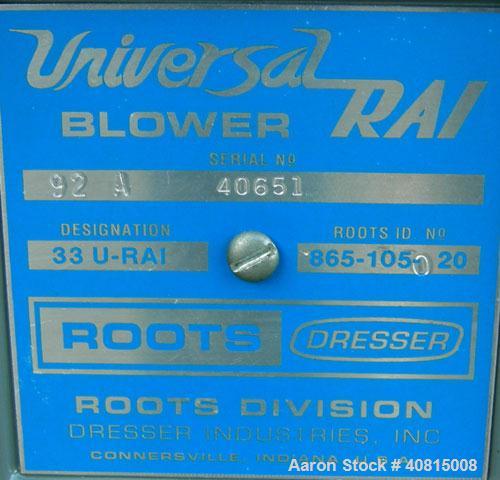 Universal RAI
BLOWER
SERIAL Nº
92 A 40651
DESIGNATION ROOTS ID Nº
33 U-RAI 865-1050 20
ROOTS DRESSER
ROOTS DIVISION
DRESSER INDUSTRIES, INC
CONNERSVILLE, INDIANA, U.S.A.
Aaron Stock # 40815008